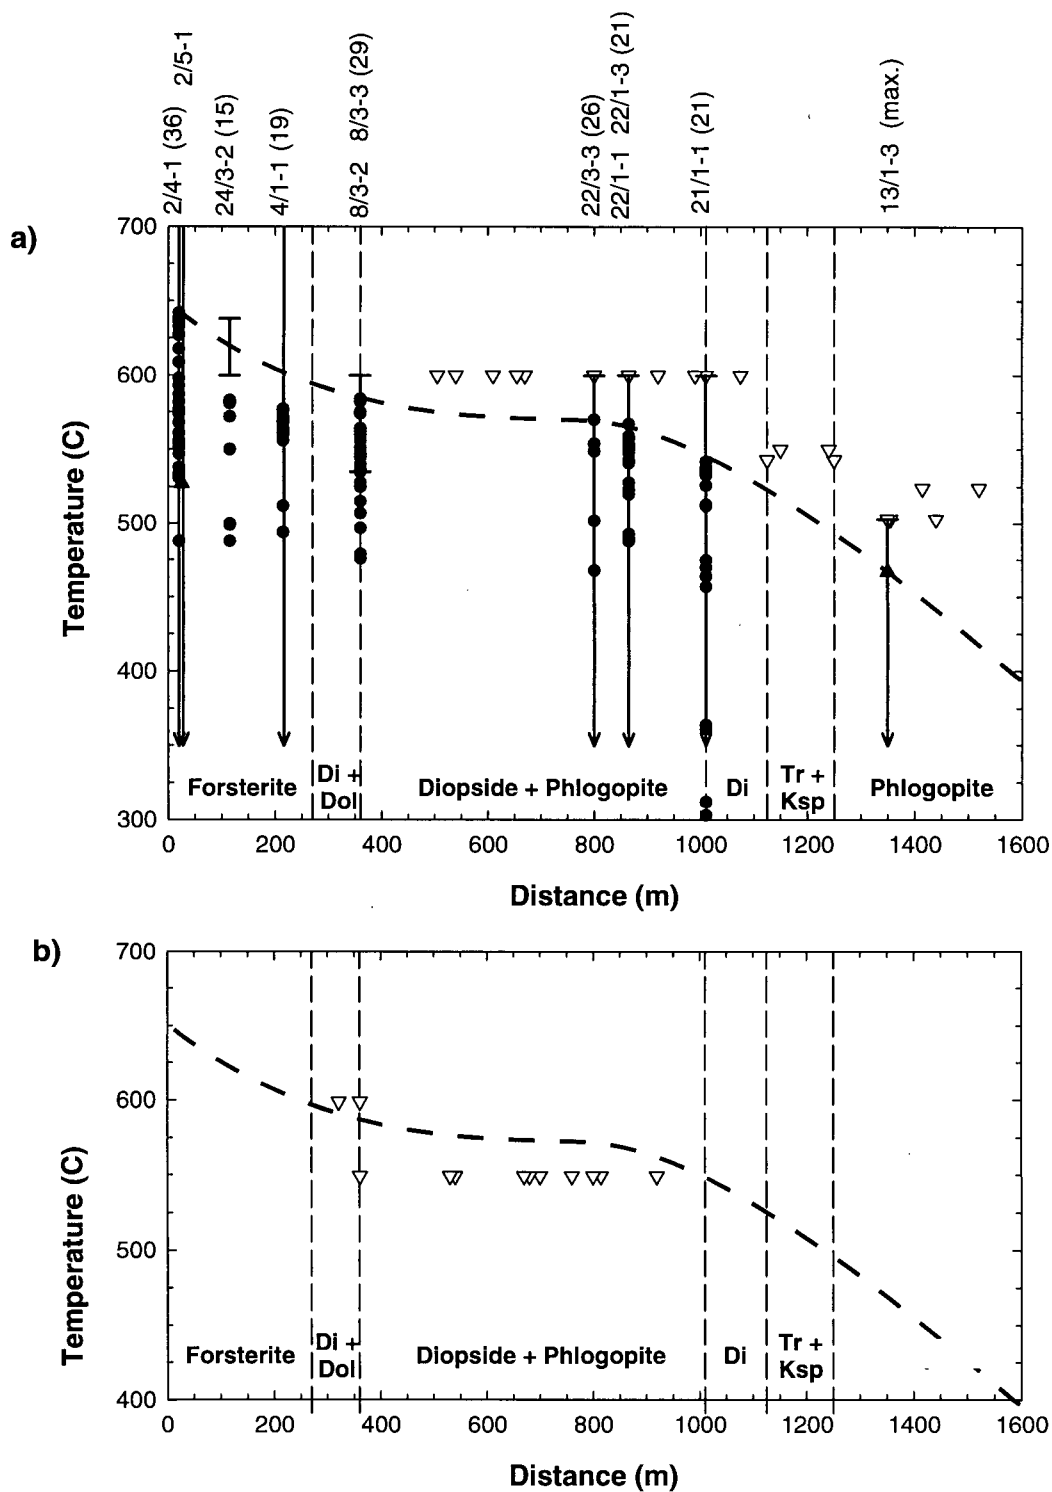 2/4-1 (36)
2/5-1
24/3-2 (15)
4/1-1 (19)
8/3-2 8/3-3 (29)
22/3-3 (26)
22/1-1 22/1-3 (21)
21/1-1 (21)
13/1-3 (max.)
a)
700
600
500
400
300
Temperature (C)
Forsterite
Di +
Dol
Diopside + Phlogopite
Di
Tr +
Ksp
Phlogopite
0 200 400 600 800 1000 1200 1400 1600
Distance (m)
b)
700
600
500
400
Temperature (C)
Forsterite
Di +
Dol
Diopside + Phlogopite
Di
Tr +
Ksp
0 200 400 600 800 1000 1200 1400 1600
Distance (m)